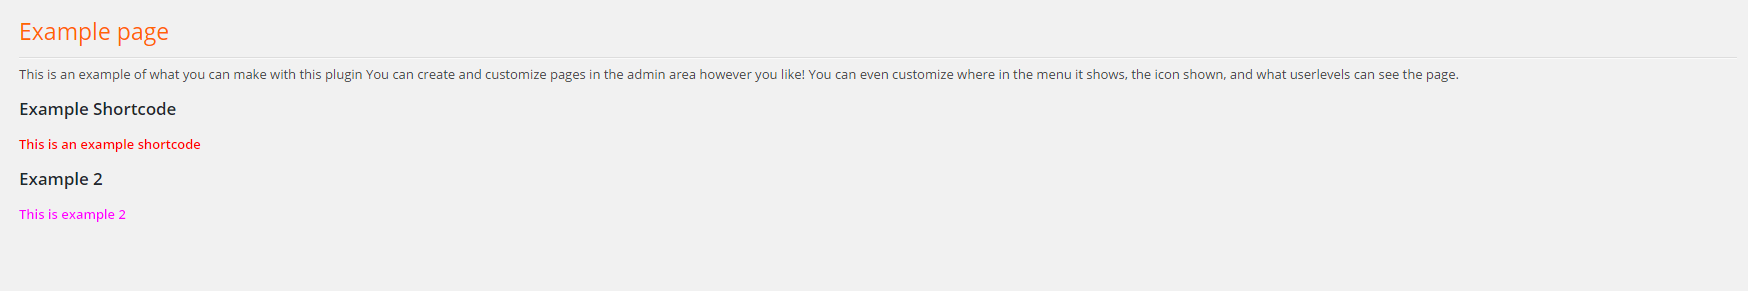 Example page
This is an example of what you can make with this plugin You can create and customize pages in the admin area however you like! You can even customize where in the menu it shows, the icon shown, and what userlevels can see the page.
Example Shortcode
This is an example shortcode
Example 2
This is example 2